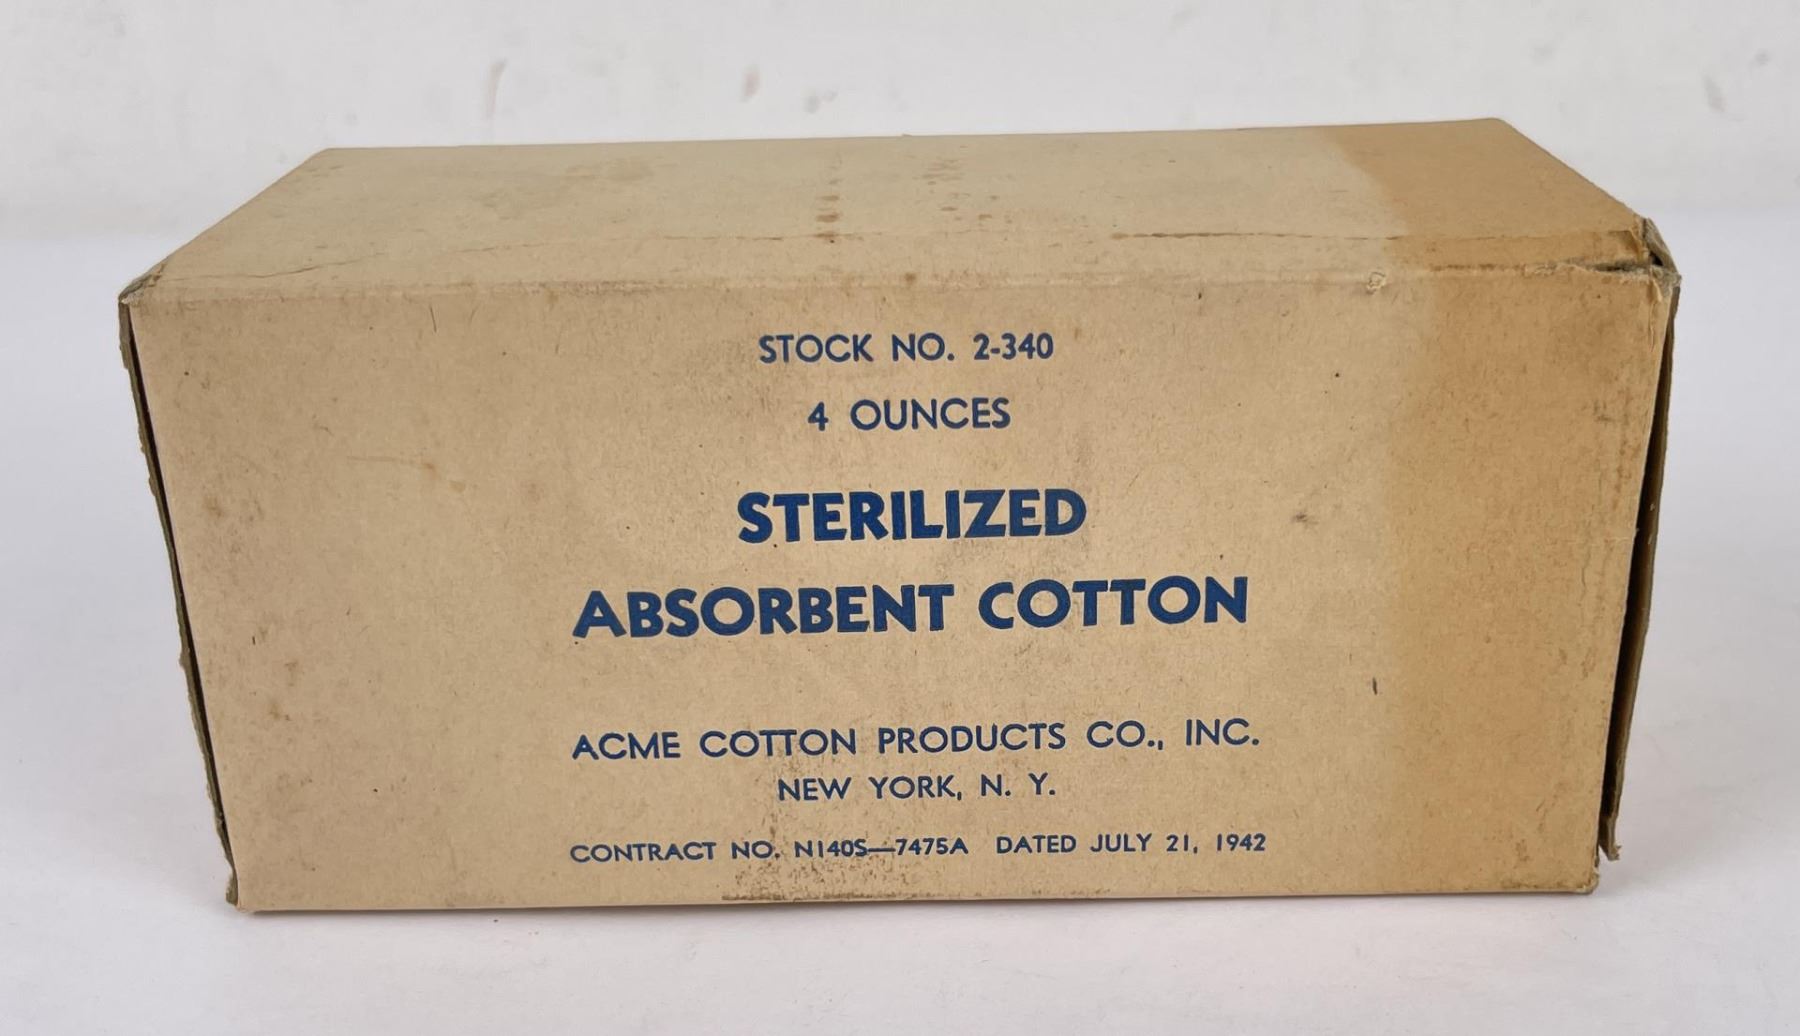 STOCK NO. 2-340
4 OUNCES
STERILIZED
ABSORBENT COTTON
ACME COTTON PRODUCTS CO., INC.
NEW YORK, N. Y.
CONTRACT NO. N140S—7475A DATED JULY 21, 1942